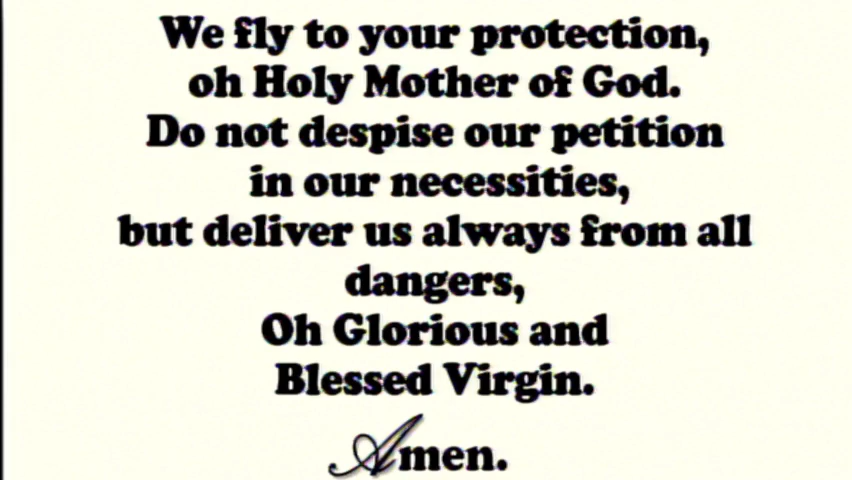 We fly to your protection,
oh Holy Mother of God.
Do not despise our petition
in our necessities,
but deliver us always from all
dangers,
Oh Glorious and
Blessed Virgin.
Amen.